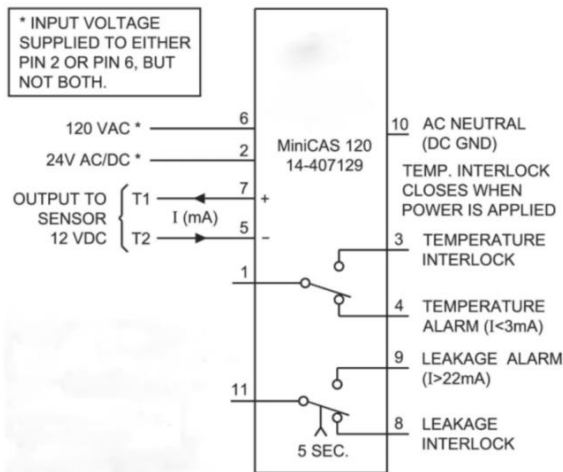 * INPUT VOLTAGE
SUPPLIED TO EITHER
PIN 2 OR PIN 6, BUT
NOT BOTH.
120 VAC *
6
24V AC/DC *
2
OUTPUT TO
SENSOR
12 VDC
T1
7
+
I (mA)
T2
5
−
1
11
MiniCAS 120
14-407129
10
AC NEUTRAL
(DC GND)
TEMP. INTERLOCK
CLOSES WHEN
POWER IS APPLIED
3
TEMPERATURE
INTERLOCK
4
TEMPERATURE
ALARM (I<3mA)
9
LEAKAGE ALARM
(I>22mA)
8
LEAKAGE
INTERLOCK
5 SEC.